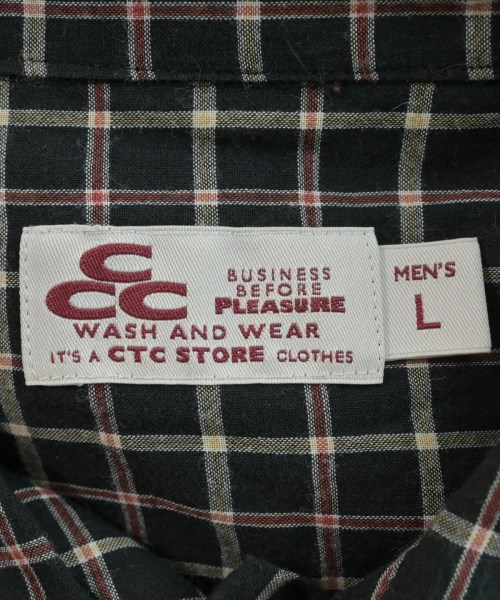 C
CCC
BUSINESS
BEFORE
PLEASURE
WASH AND WEAR
IT'S A CTC STORE CLOTHES
MEN'S
L